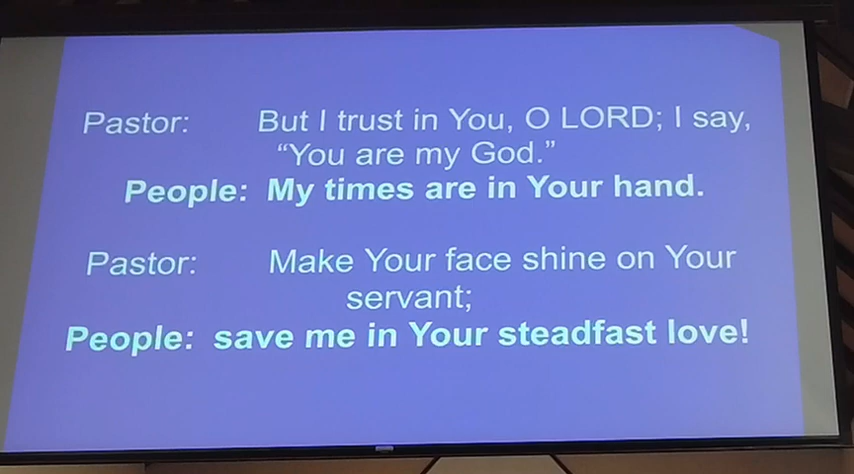 Pastor: But I trust in You, O LORD; I say,
“You are my God.”
People: My times are in Your hand.
Pastor: Make Your face shine on Your
servant;
People: save me in Your steadfast love!